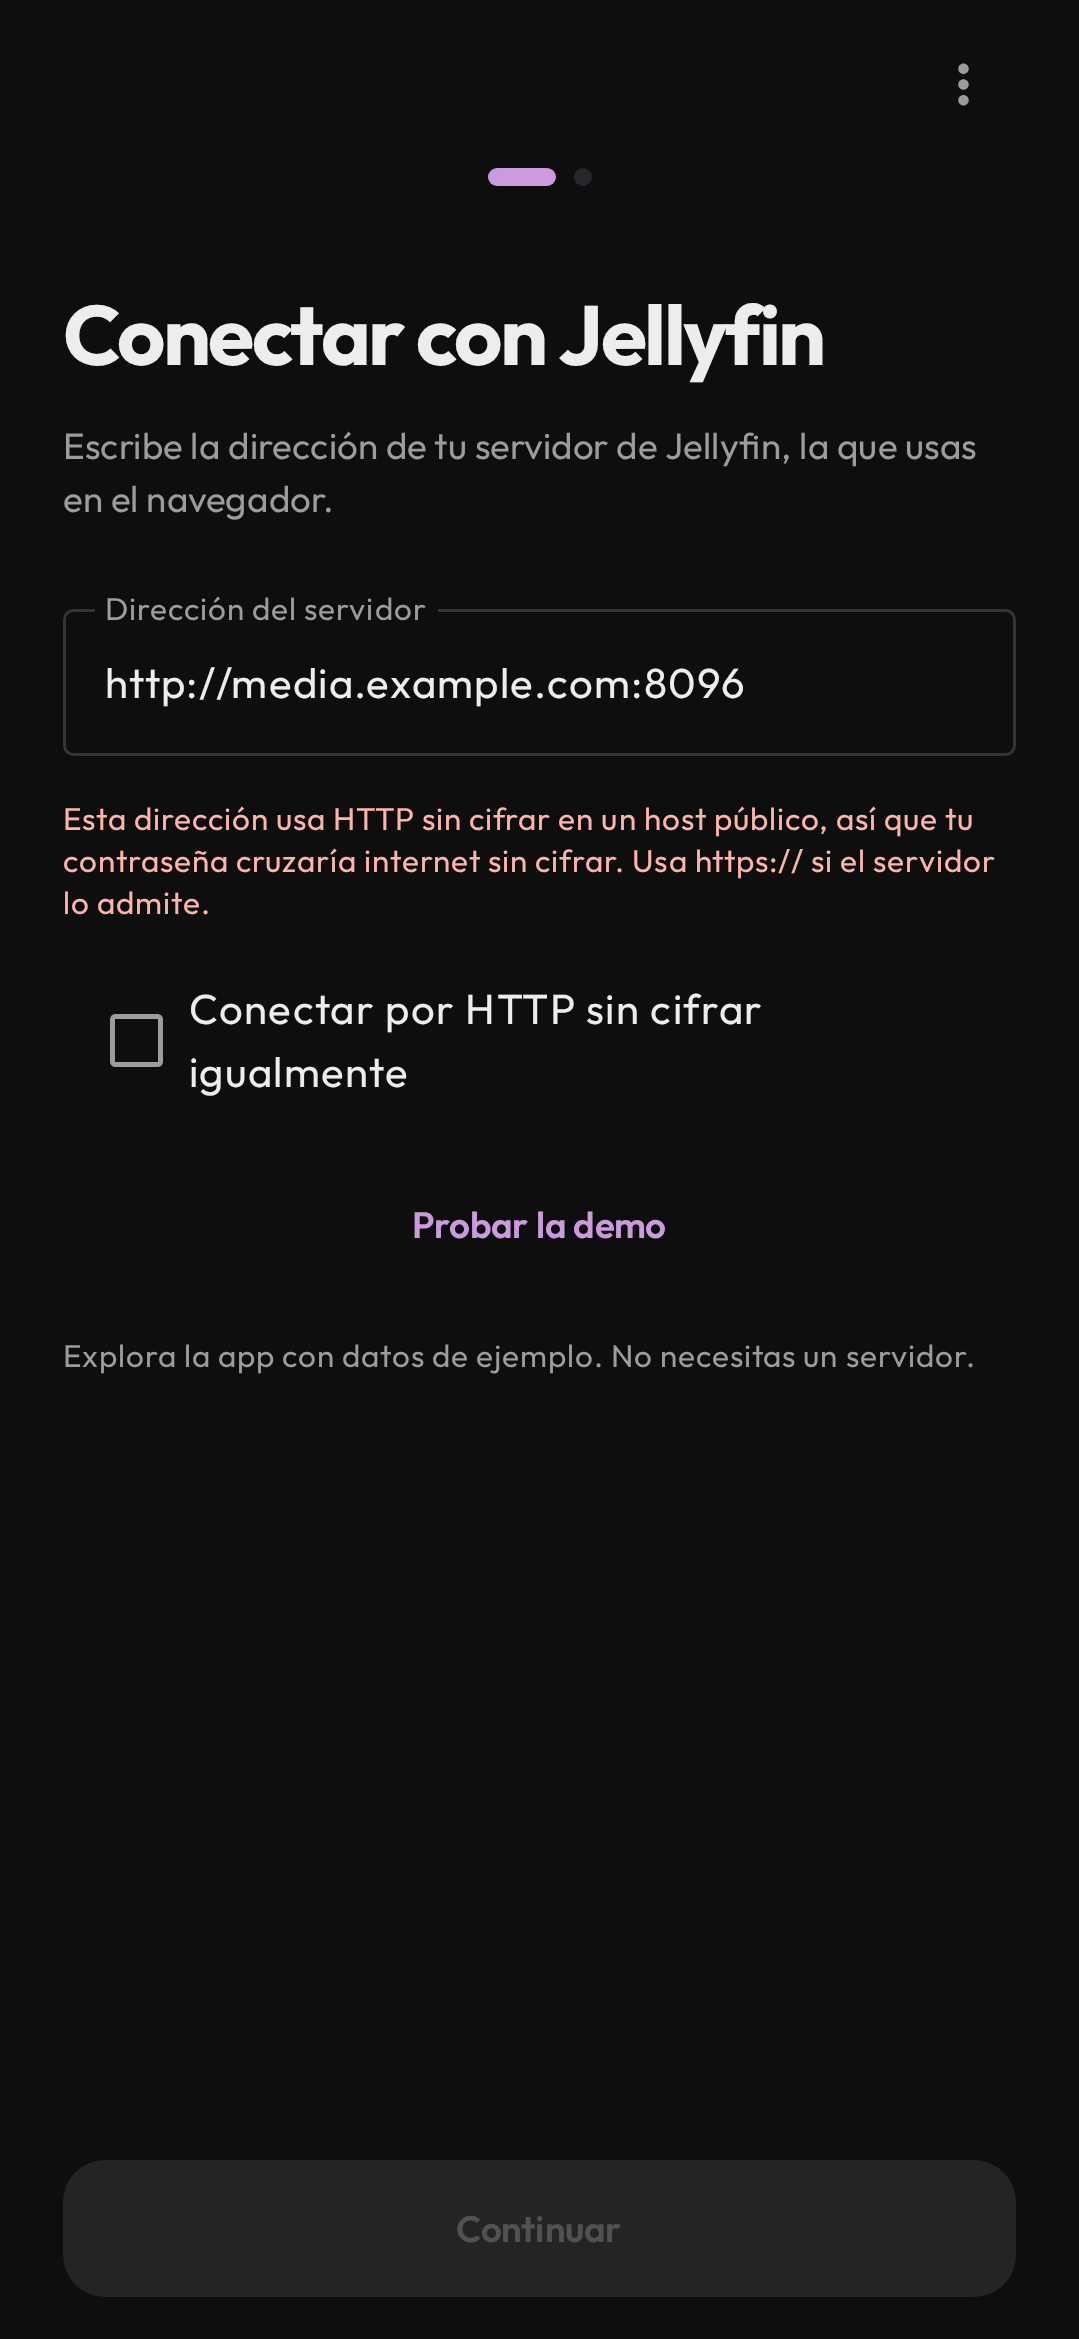 Conectar con Jellyfin
Escribe la dirección de tu servidor de Jellyfin, la que usas
en el navegador.
Dirección del servidor
http://media.example.com:8096
Esta dirección usa HTTP sin cifrar en un host público, así que tu
contraseña cruzaría internet sin cifrar. Usa https:// si el servidor
lo admite.
Conectar por HTTP sin cifrar
igualmente
Probar la demo
Explora la app con datos de ejemplo. No necesitas un servidor.
Continuar